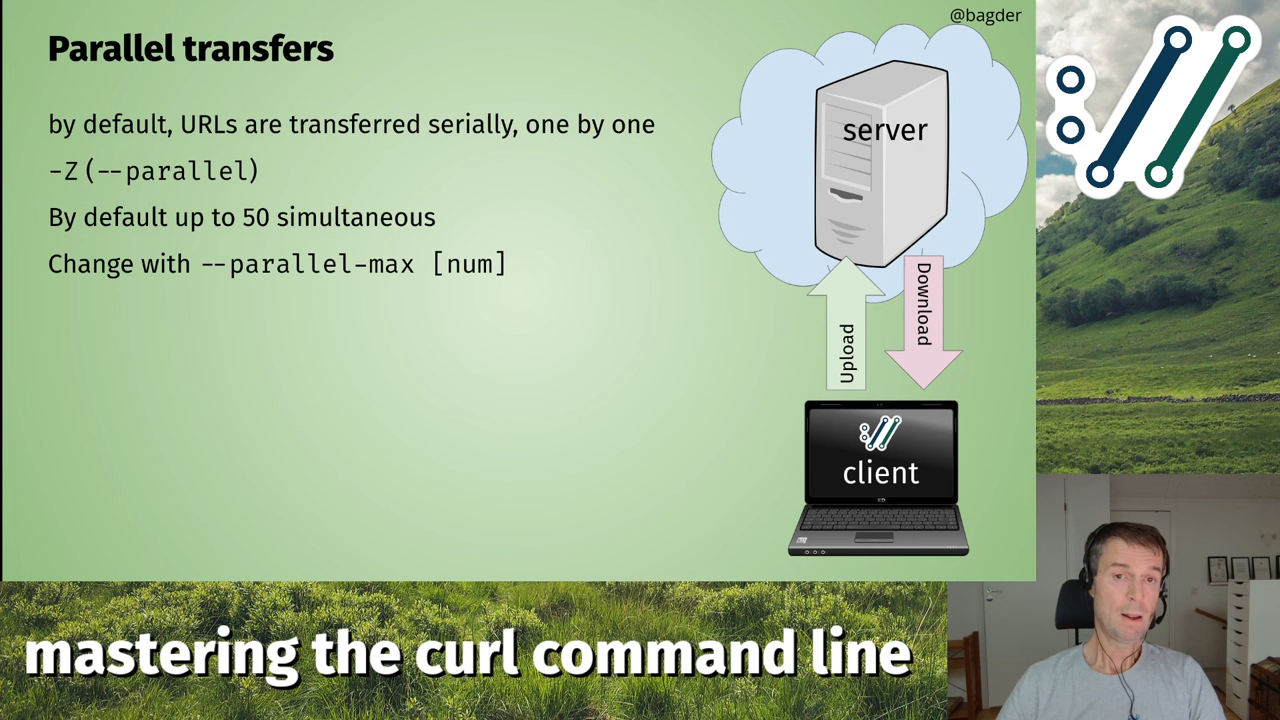 @bagder
Parallel transfers
by default, URLs are transferred serially, one by one
-Z (--parallel)
By default up to 50 simultaneous
Change with --parallel-max [num]
server
Upload
Download
client
mastering the curl command line